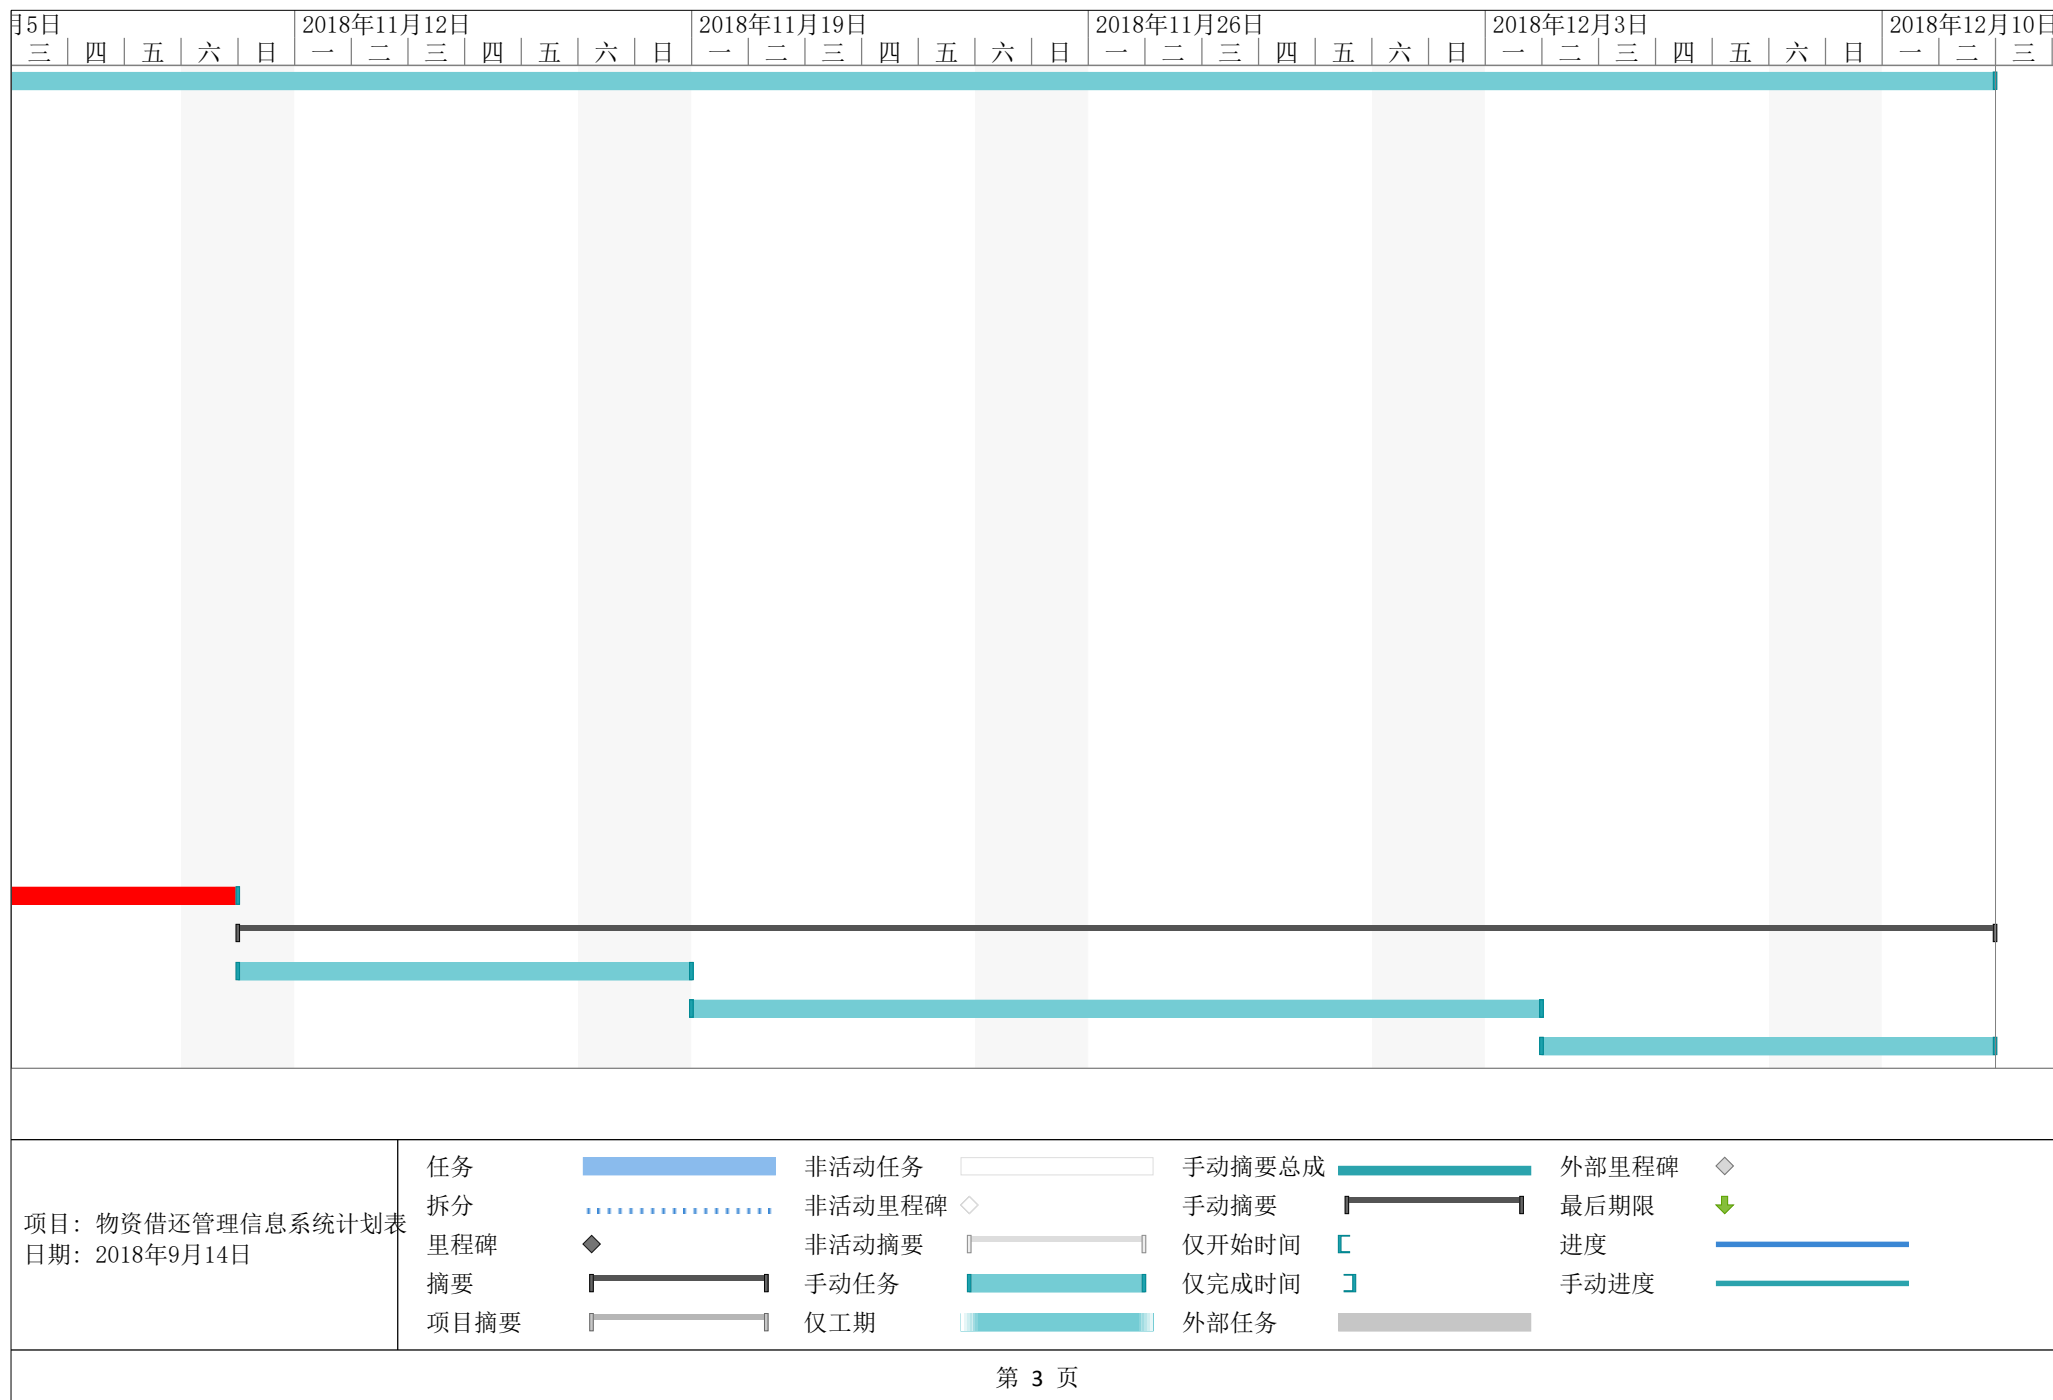 月5日 2018年11月12日 2018年11月19日 2018年11月26日 2018年12月3日 2018年12月10日
三 四 五 六 日 一 二 三 四 五 六 日 一 二 三 四 五 六 日 一 二 三 四 五 六 日 一 二 三 四 五 六 日 一 二 三
项目：物资借还管理信息系统计划表
日期：2018年9月14日
任务 非活动任务 手动摘要总成 外部里程碑
拆分 非活动里程碑 手动摘要 最后期限
里程碑 非活动摘要 仅开始时间 进度
摘要 手动任务 仅完成时间 手动进度
项目摘要 仅工期 外部任务
第 3 页